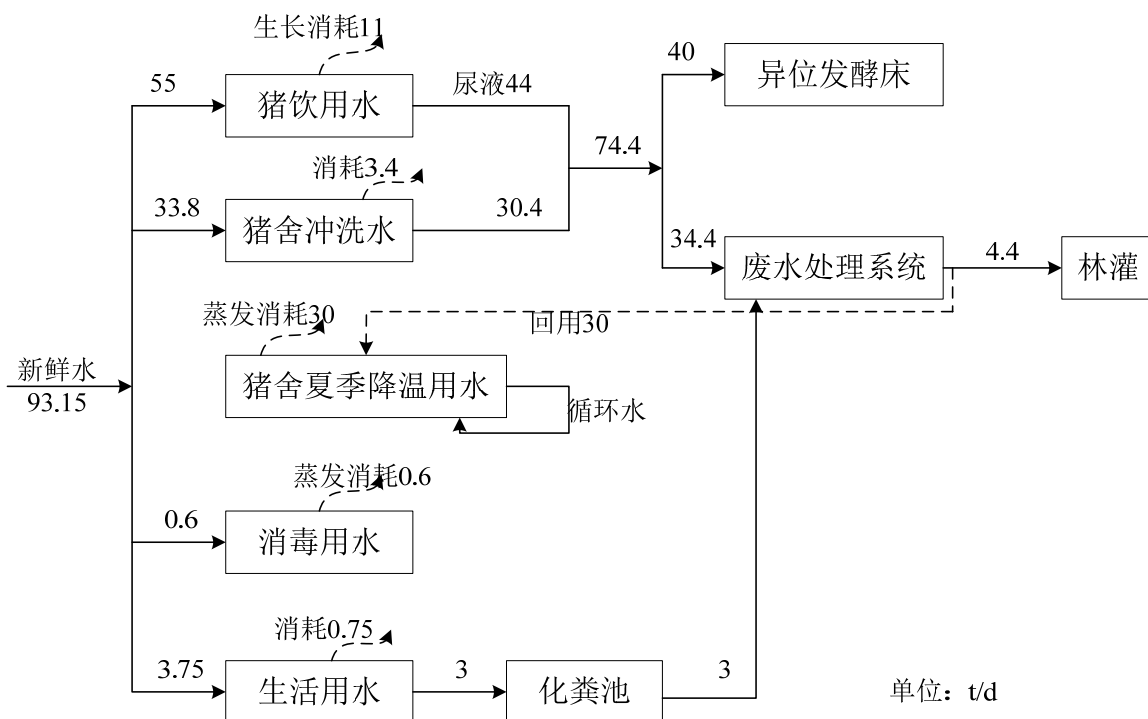 生长消耗11
55
猪饮用水
尿液44
40
异位发酵床
74.4
消耗3.4
33.8
猪舍冲洗水
30.4
34.4
废水处理系统
4.4
林灌
蒸发消耗30
回用30
新鲜水
93.15
猪舍夏季降温用水
循环水
蒸发消耗0.6
0.6
消毒用水
消耗0.75
3.75
生活用水
3
化粪池
3
单位：t/d